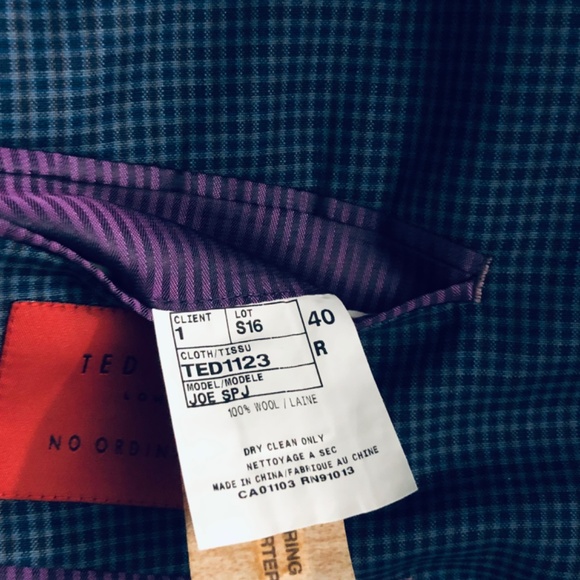 CLIENT
1
LOT
S16
40
R
CLOTH/TISSU
TED1123
MODEL/MODELE
JOE SPJ
100% WOOL / LAINE
DRY CLEAN ONLY
NETTOYAGE A SEC
MADE IN CHINA/FABRIQUE AU CHINE
CA01103 RN91013
TED
NO